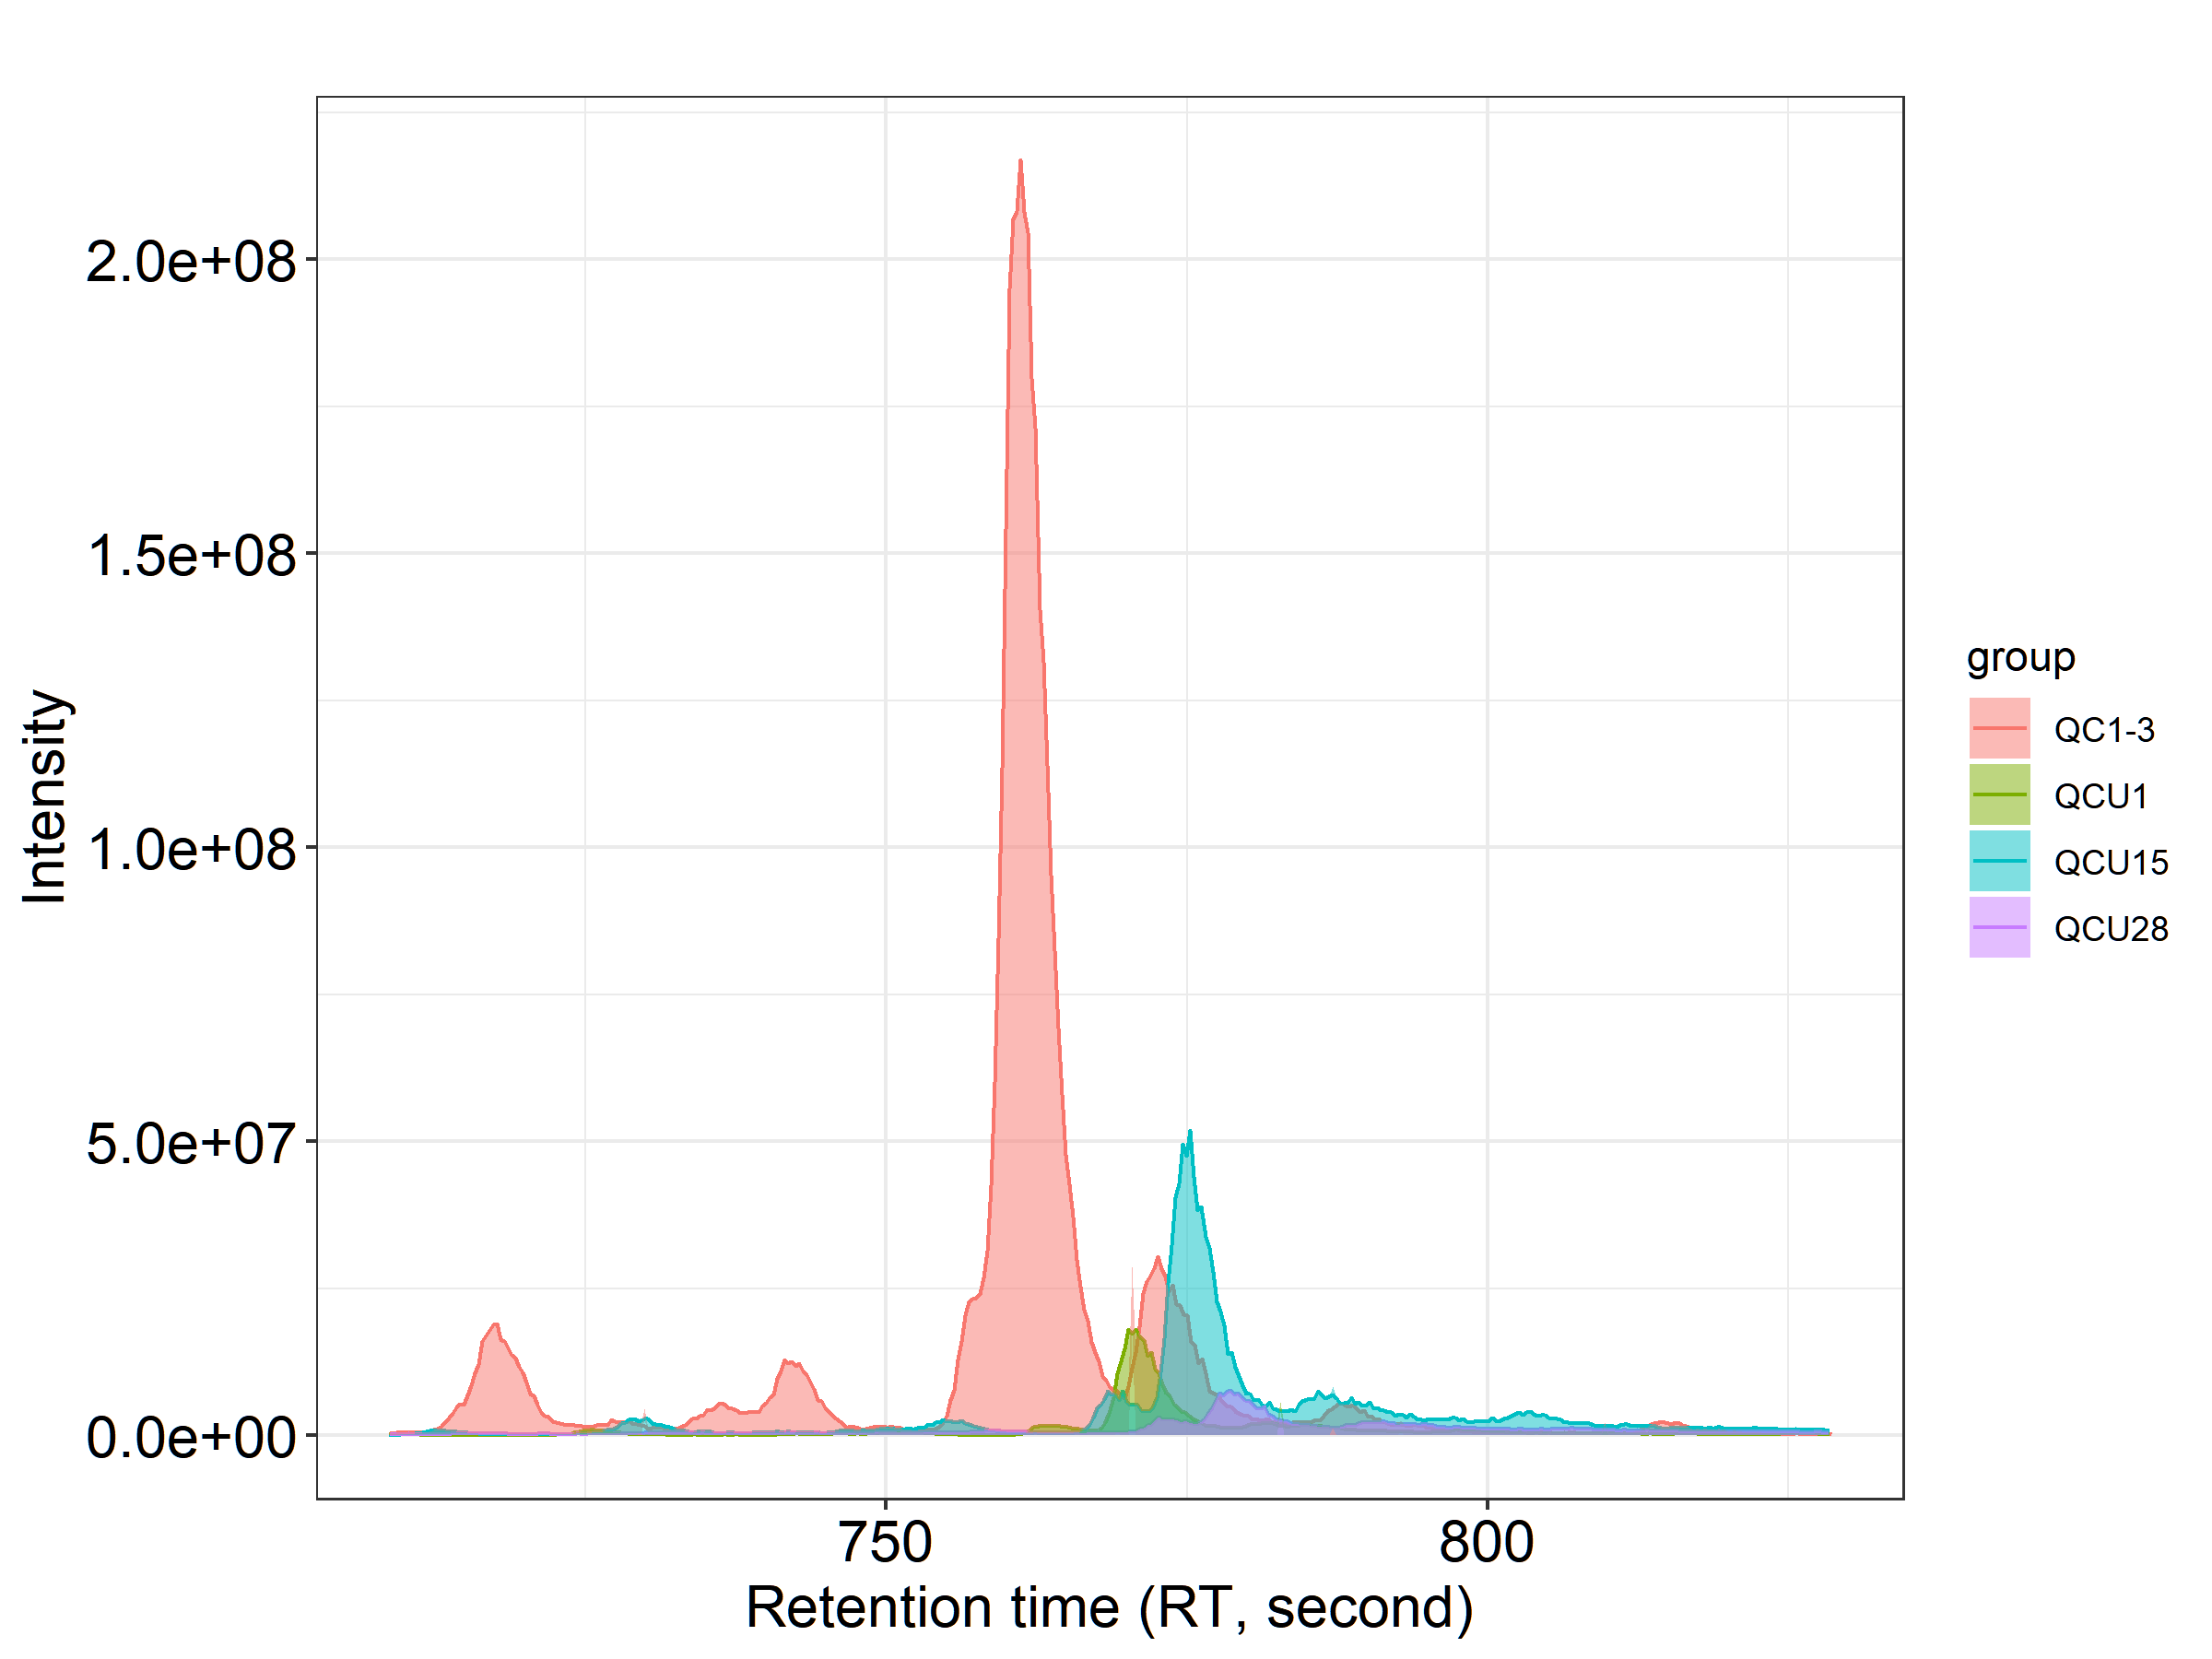 2.0e+08
1.5e+08
1.0e+08
5.0e+07
0.0e+00
Intensity
750
800
Retention time (RT, second)
group
QC1-3
QCU1
QCU15
QCU28